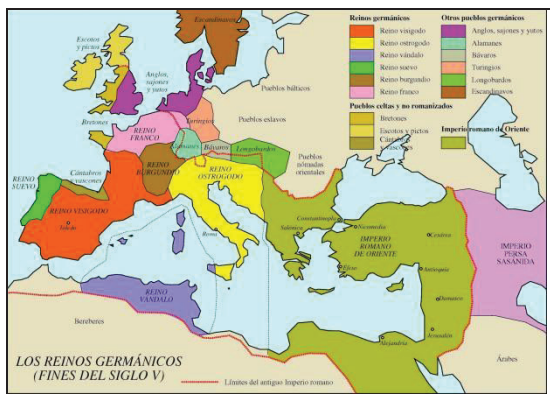 Escandinavos
Escotos y
pictos
Anglos,
sajones
y yutos
Pueblos bálticos
Bretones
Turingios
Pueblos eslavos
REINO
FRANCO
Alamanes
Bávaros
Longobardos
Pueblos
nómadas
orientales
Cántabros
y vascones
REINO
BURGUNDIO
REINO
SUEVO
REINO
OSTROGODO
REINO VISIGODO
Toledo
Roma
Constantinopla
Nicomedia
Salónica
Cesárea
IMPERIO
ROMANO
DE ORIENTE
Atenas
Antioquía
IMPERIO
PERSA
SASÁNIDA
Damasco
Jerusalén
Alejandría
REINO
VÁNDALO
Bereberes
Árabes
LOS REINOS GERMÁNICOS
(FINES DEL SIGLO V)
Límites del antiguo Imperio romano
Reinos germánicos
Reino visigodo
Reino ostrogodo
Reino vándalo
Reino suevo
Reino burgundio
Reino franco
Pueblos celtas y no romanizados
Bretones
Escotos y pictos
Cántabros
y vascones
Otros pueblos germánicos
Anglos, sajones y yutos
Alamanes
Bávaros
Turingios
Longobardos
Escandinavos
Imperio romano de Oriente